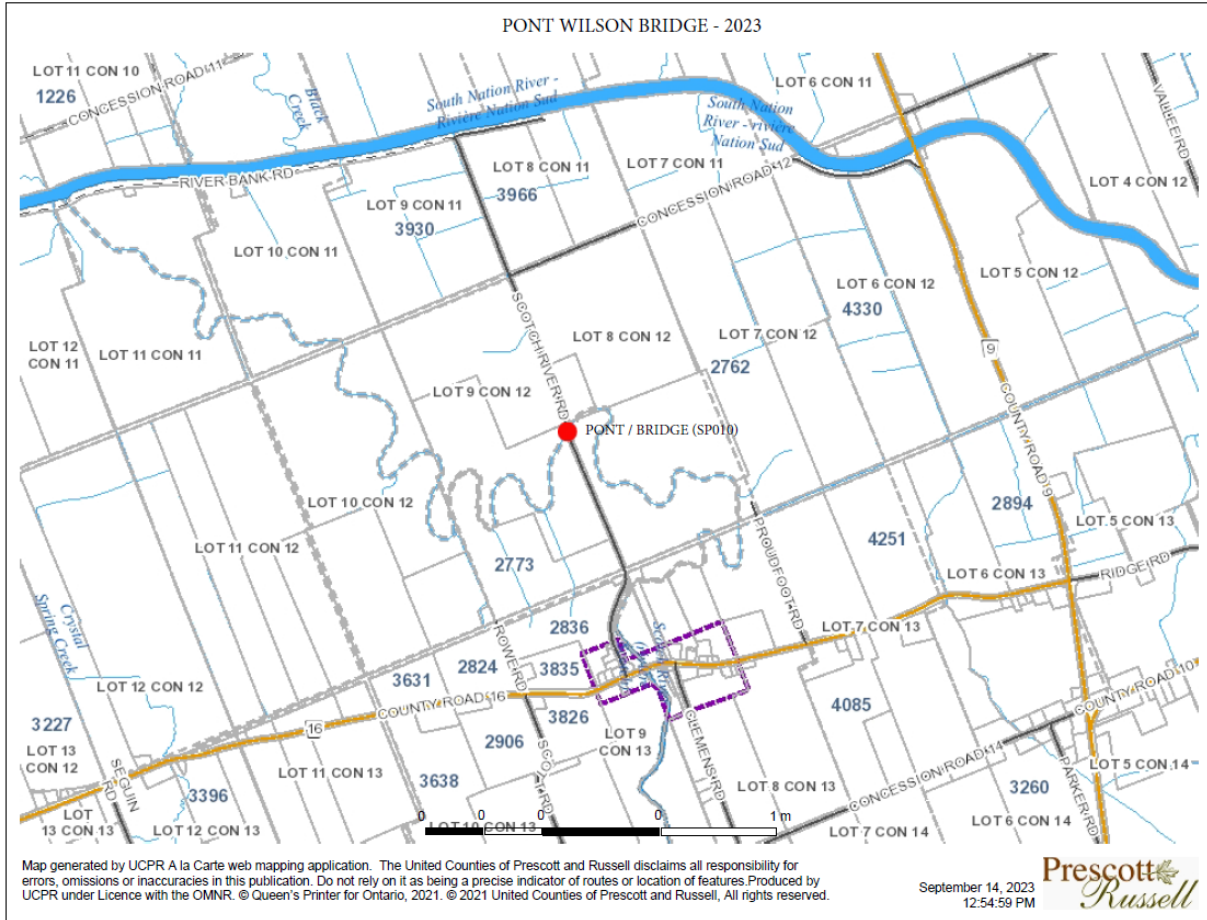 PONT WILSON BRIDGE - 2023
LOT 11 CON 10
1226
CONCESSION ROAD 11
Black
Creek
South Nation River -
Rivière Nation Sud
South Nation
River - rivière
Nation Sud
LOT 6 CON 11
VALLEE RD
RIVER BANK RD
LOT 8 CON 11
3966
LOT 7 CON 11
CONCESSION ROAD 12
LOT 4 CON 12
LOT 9 CON 11
3930
LOT 10 CON 11
LOT 5 CON 12
LOT 6 CON 12
4330
SCOTCH RIVER RD
LOT 12
CON 11
LOT 11 CON 11
LOT 8 CON 12
LOT 7 CON 12
2762
9
COUNTY ROAD 9
LOT 9 CON 12
PONT / BRIDGE (SP010)
LOT 10 CON 12
2894
LOT 5 CON 13
LOT 11 CON 12
PROUDFOOT RD
4251
2773
LOT 6 CON 13
RIDGE RD
Crystal
Spring Creek
ROWE RD
2836
LOT 7 CON 13
2824
3835
3631
LOT 12 CON 12
COUNTY ROAD 16
3826
CLEMENS RD
4085
COUNTY ROAD 10
3227
16
2906
SCOTT RD
LOT 9
CON 13
LOT 13
CON 12
SEGUIN
RD
LOT 11 CON 13
3638
LOT 8 CON 13
CONCESSION ROAD 14
PARKER RD
LOT 5 CON 14
3396
3260
LOT
13 CON 13
LOT 12 CON 13
LOT 10 CON 13
LOT 7 CON 14
LOT 6 CON 14
0 0 0 0 1 m
Map generated by UCPR A la Carte web mapping application. The United Counties of Prescott and Russell disclaims all responsibility for
errors, omissions or inaccuracies in this publication. Do not rely on it as being a precise indicator of routes or location of features.Produced by
UCPR under Licence with the OMNR. © Queen's Printer for Ontario, 2021. © 2021 United Counties of Prescott and Russell, All rights reserved.
September 14, 2023
12:54:59 PM
Prescott
Russell